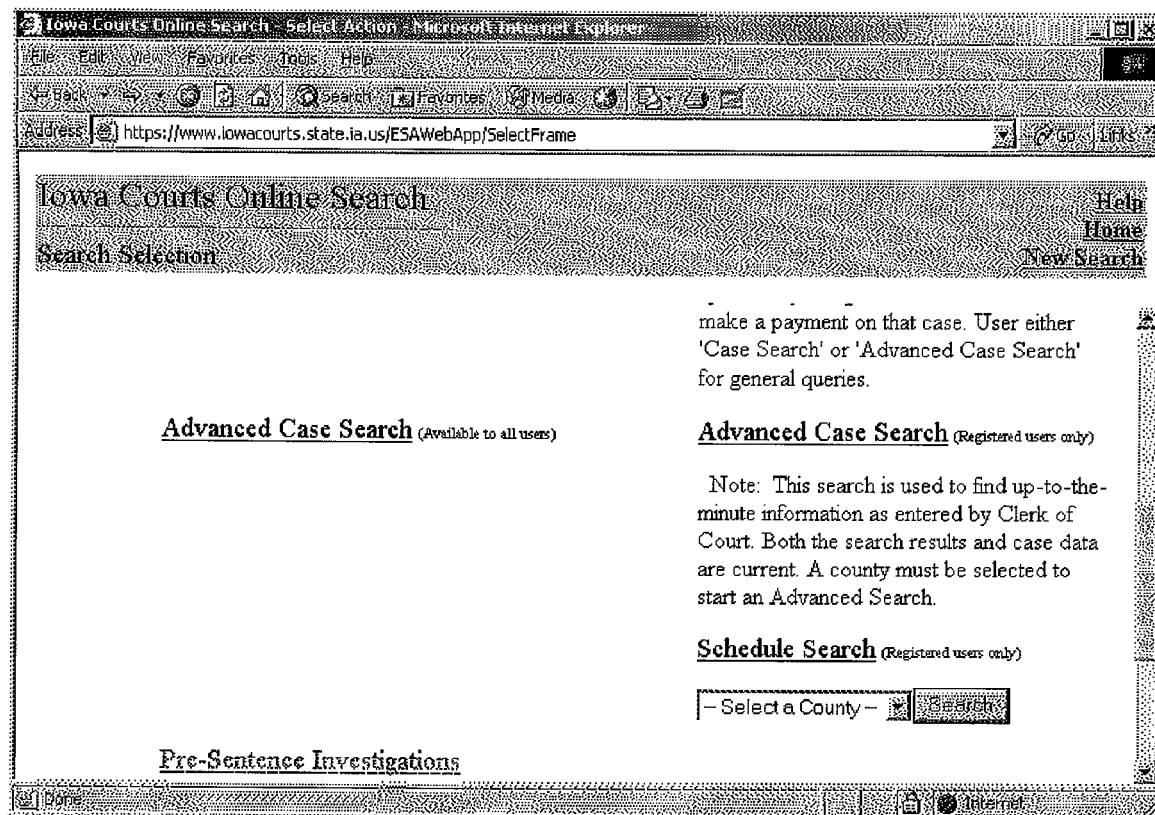 Iowa Courts Online Search - Select Action - Microsoft Internet Explorer
File Edit View Favorites Tools Help
Back Search Favorites Media
Address https://www.iowacourts.state.ia.us/ESAWebApp/SelectFrame Go Links
Iowa Courts Online Search
Help
Home
Search Selection
New Search
make a payment on that case. User either
'Case Search' or 'Advanced Case Search'
for general queries.
Advanced Case Search (Available to all users)
Advanced Case Search (Registered users only)
Note: This search is used to find up-to-the-
minute information as entered by Clerk of
Court. Both the search results and case data
are current. A county must be selected to
start an Advanced Search.
Schedule Search (Registered users only)
-- Select a County -- Search
Pre-Sentence Investigations
Done Internet